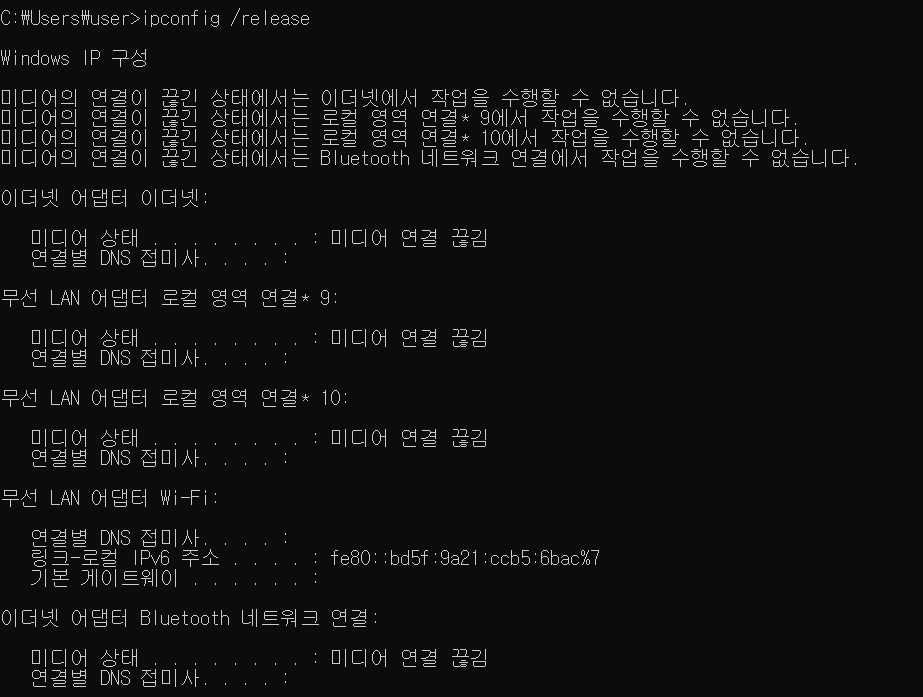 C:₩Users₩user>ipconfig /release
Windows IP 구성
미디어의 연결이 끊긴 상태에서는 이더넷에서 작업을 수행할 수 없습니다.
미디어의 연결이 끊긴 상태에서는 로컬 영역 연결* 9에서 작업을 수행할 수 없습니다.
미디어의 연결이 끊긴 상태에서는 로컬 영역 연결* 10에서 작업을 수행할 수 없습니다.
미디어의 연결이 끊긴 상태에서는 Bluetooth 네트워크 연결에서 작업을 수행할 수 없습니다.
이더넷 어댑터 이더넷:
미디어 상태 . . . . . . . . : 미디어 연결 끊김
연결별 DNS 접미사. . . . :
무선 LAN 어댑터 로컬 영역 연결* 9:
미디어 상태 . . . . . . . . : 미디어 연결 끊김
연결별 DNS 접미사. . . . :
무선 LAN 어댑터 로컬 영역 연결* 10:
미디어 상태 . . . . . . . . : 미디어 연결 끊김
연결별 DNS 접미사. . . . :
무선 LAN 어댑터 Wi-Fi:
연결별 DNS 접미사. . . . :
링크-로컬 IPv6 주소 . . . . : fe80::bd5f:9a21:ccb5:6bac%7
기본 게이트웨이 . . . . . . :
이더넷 어댑터 Bluetooth 네트워크 연결:
미디어 상태 . . . . . . . . : 미디어 연결 끊김
연결별 DNS 접미사. . . . :